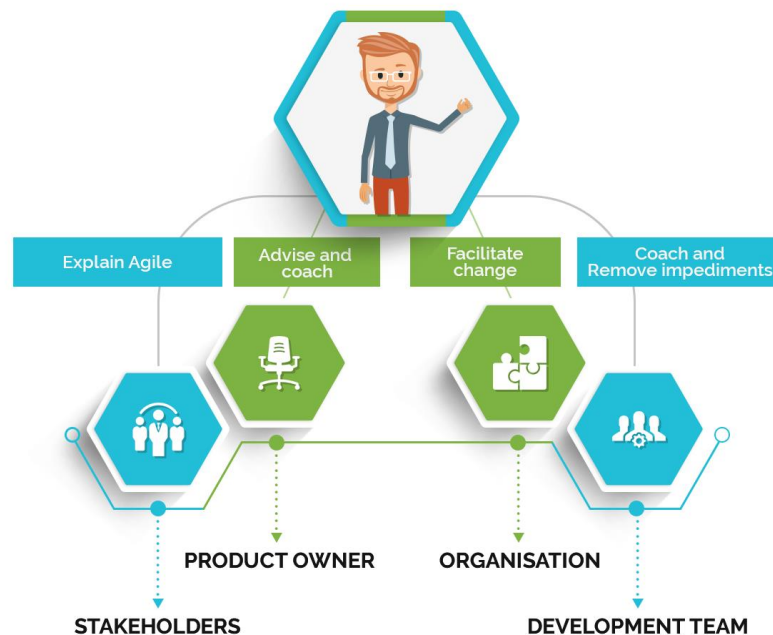 Explain Agile
Advise and
coach
Facilitate
change
Coach and
Remove impediments
PRODUCT OWNER
ORGANISATION
STAKEHOLDERS
DEVELOPMENT TEAM